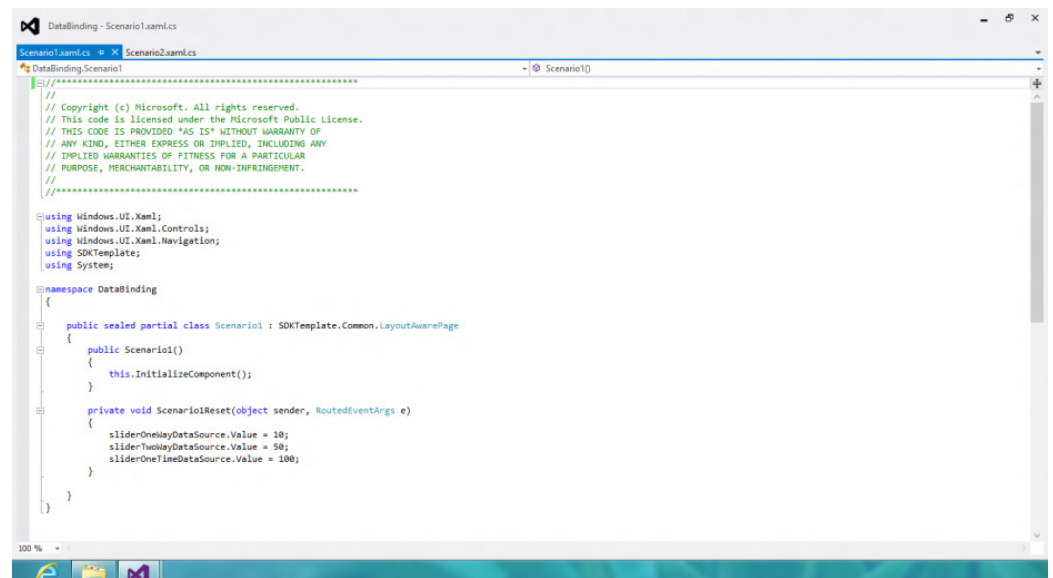 DataBinding - Scenario1.xaml.cs
Scenario1.xaml.cs Scenario2.xaml.cs
DataBinding.Scenario1 Scenario1()
//*********************************************************
//
// Copyright (c) Microsoft. All rights reserved.
// This code is licensed under the Microsoft Public License.
// THIS CODE IS PROVIDED *AS IS* WITHOUT WARRANTY OF
// ANY KIND, EITHER EXPRESS OR IMPLIED, INCLUDING ANY
// IMPLIED WARRANTIES OF FITNESS FOR A PARTICULAR
// PURPOSE, MERCHANTABILITY, OR NON-INFRINGEMENT.
//
//*********************************************************
using Windows.UI.Xaml;
using Windows.UI.Xaml.Controls;
using Windows.UI.Xaml.Navigation;
using SDKTemplate;
using System;
namespace DataBinding
{
public sealed partial class Scenario1 : SDKTemplate.Common.LayoutAwarePage
{
public Scenario1()
{
this.InitializeComponent();
}
private void Scenario1Reset(object sender, RoutedEventArgs e)
{
sliderOneWayDataSource.Value = 10;
sliderTwoWayDataSource.Value = 50;
sliderOneTimeDataSource.Value = 100;
}
}
}
100 %